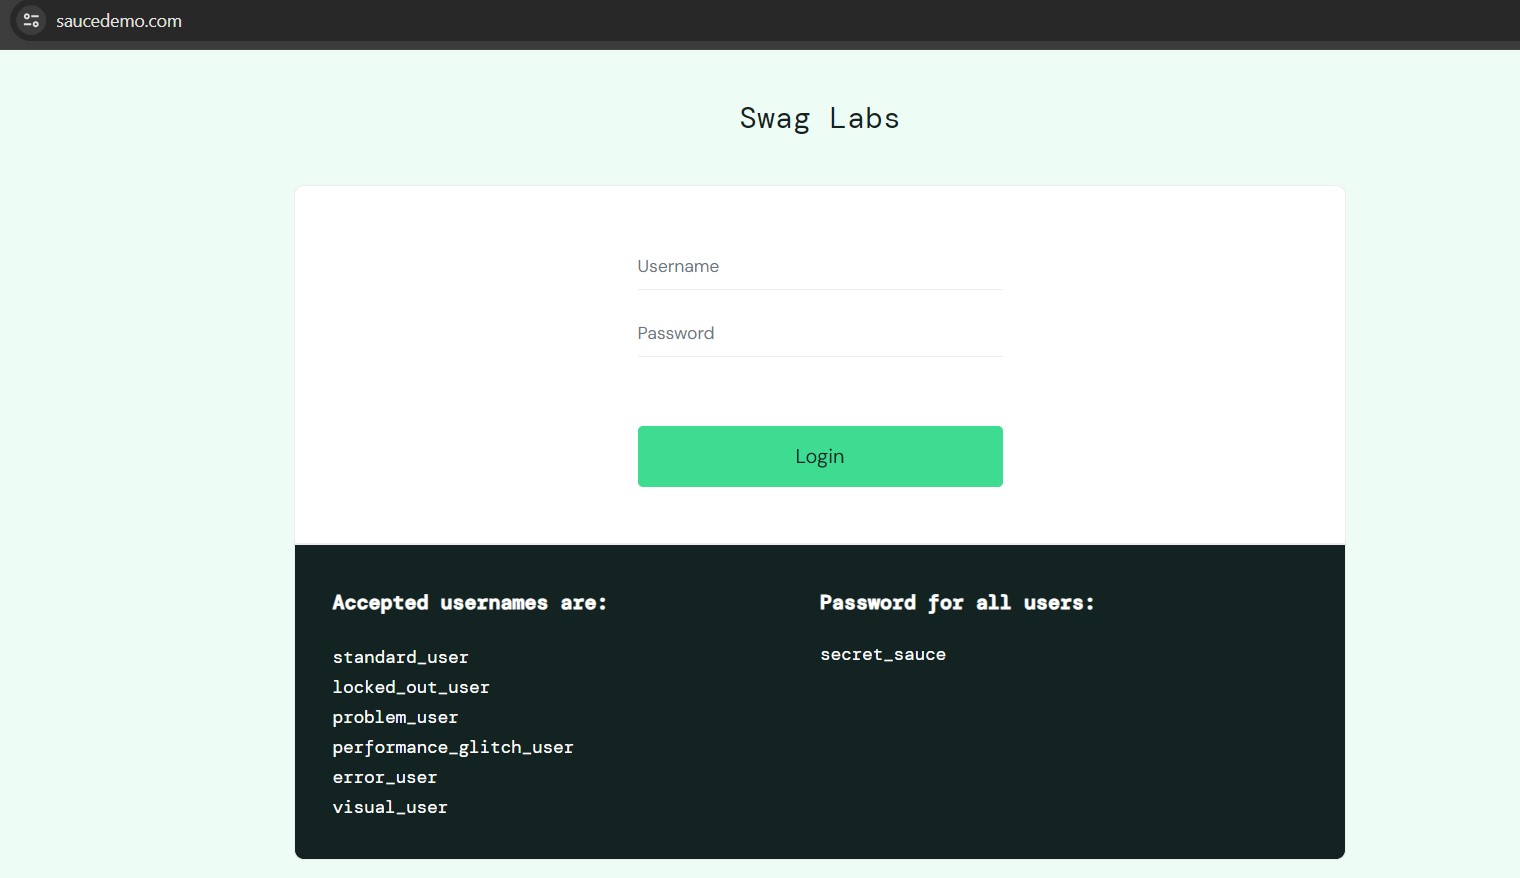 saucedemo.com
Swag Labs
Username
Password
Login
Accepted usernames are:
standard_user
locked_out_user
problem_user
performance_glitch_user
error_user
visual_user
Password for all users:
secret_sauce